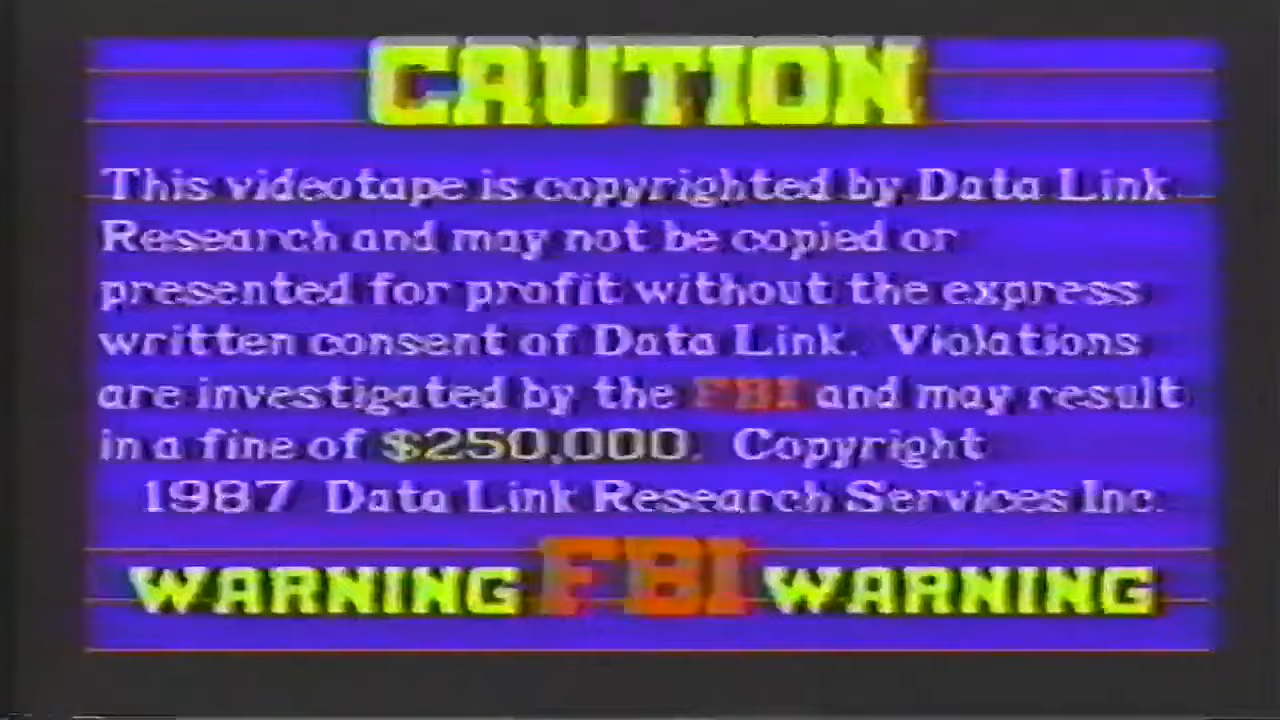 CAUTION
This videotape is copyrighted by Data Link
Research and may not be copied or
presented for profit without the express
written consent of Data Link. Violations
are investigated by the FBI and may result
in a fine of $250,000. Copyright
1987 Data Link Research Services Inc.
WARNING FBI WARNING